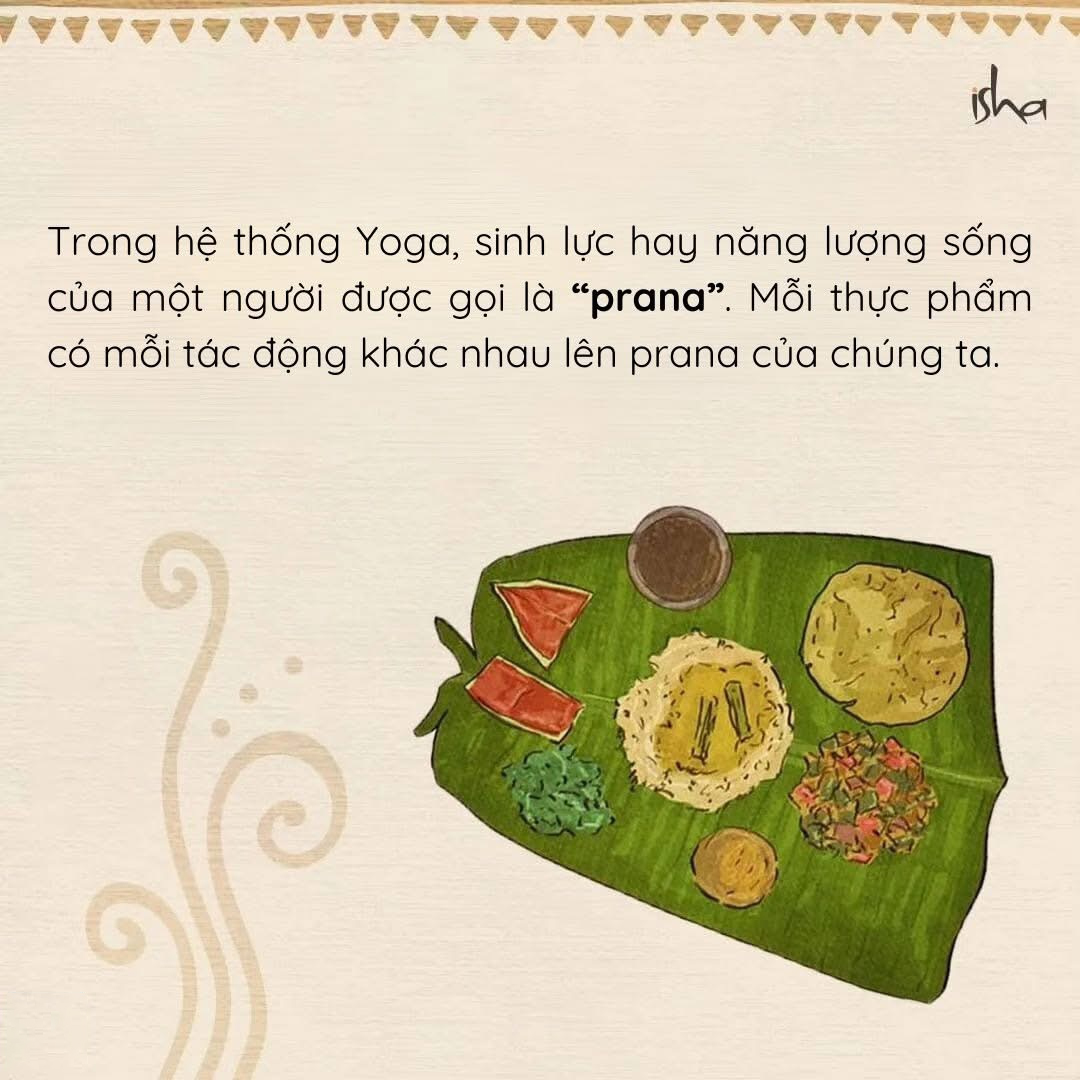 isha
Trong hệ thống Yoga, sinh lực hay năng lượng sống
của một người được gọi là “prana”. Mỗi thực phẩm
có mỗi tác động khác nhau lên prana của chúng ta.